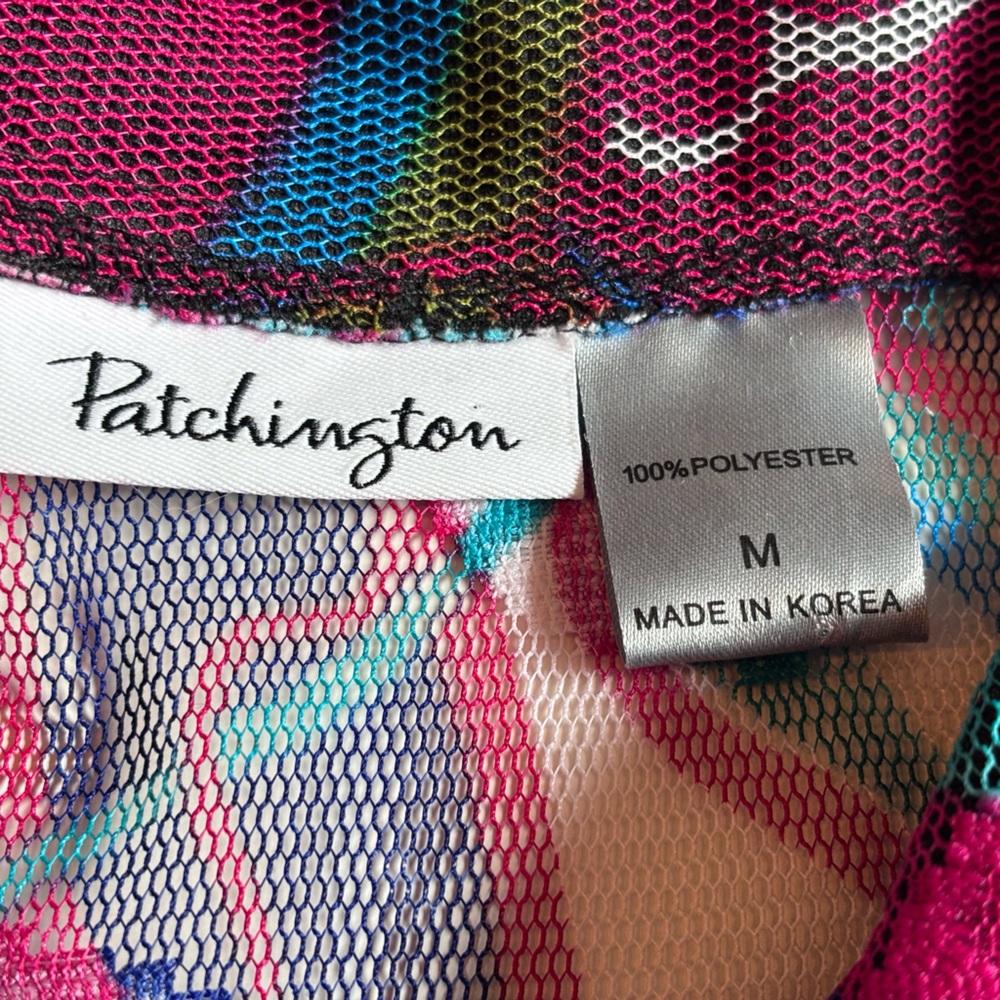 Patchington
100% POLYESTER
M
MADE IN KOREA